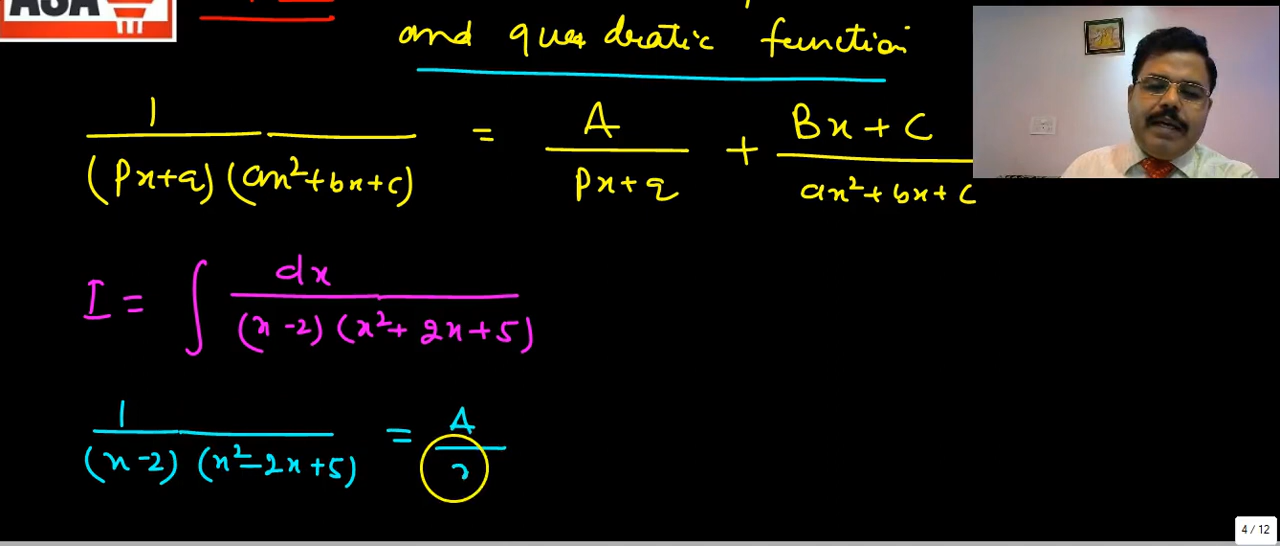 and quadratic function
1 / (Px+q)(ax²+bx+c) = A / Px+q + Bx+C / ax²+bx+c
I = ∫ dx / (x-2)(x²+2x+5)
1 / (x-2)(x²-2x+5) = A /
4 / 12